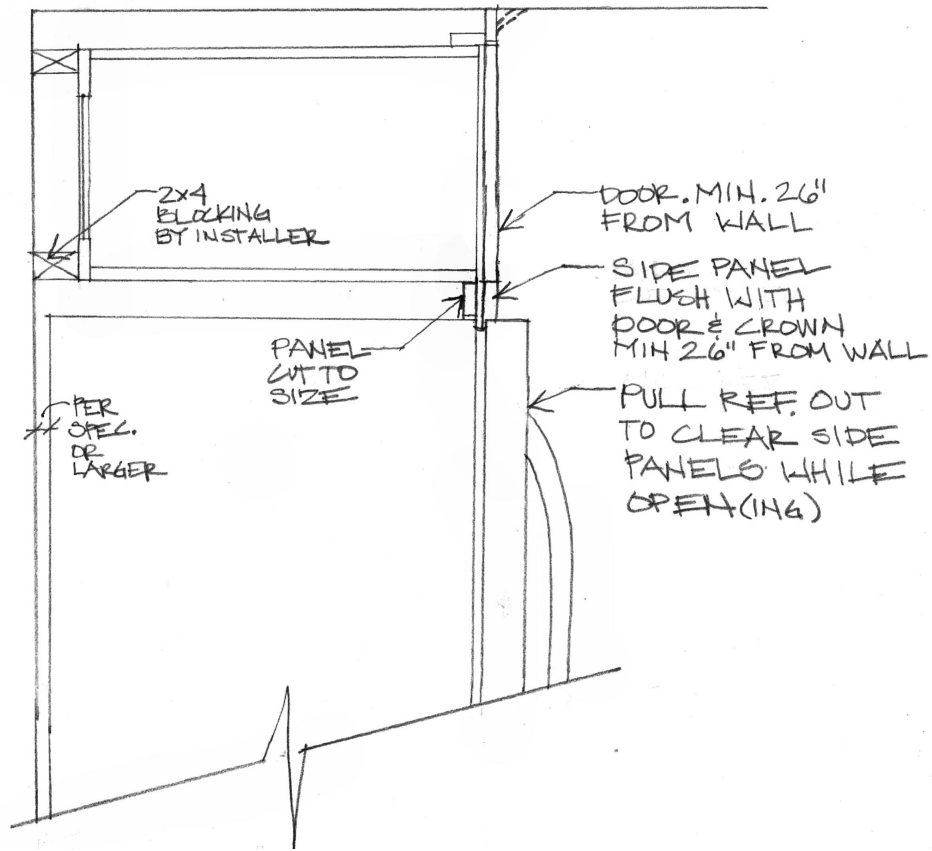 2x4
BLOCKING
BY INSTALLER
DOOR. MIN. 26"
FROM WALL
SIDE PANEL
FLUSH WITH
DOOR & CROWN
MIN 26" FROM WALL
PANEL
CUT TO
SIZE
PULL REF. OUT
TO CLEAR SIDE
PANELS WHILE
OPEN(ING)
PER
SPEC.
OR
LARGER